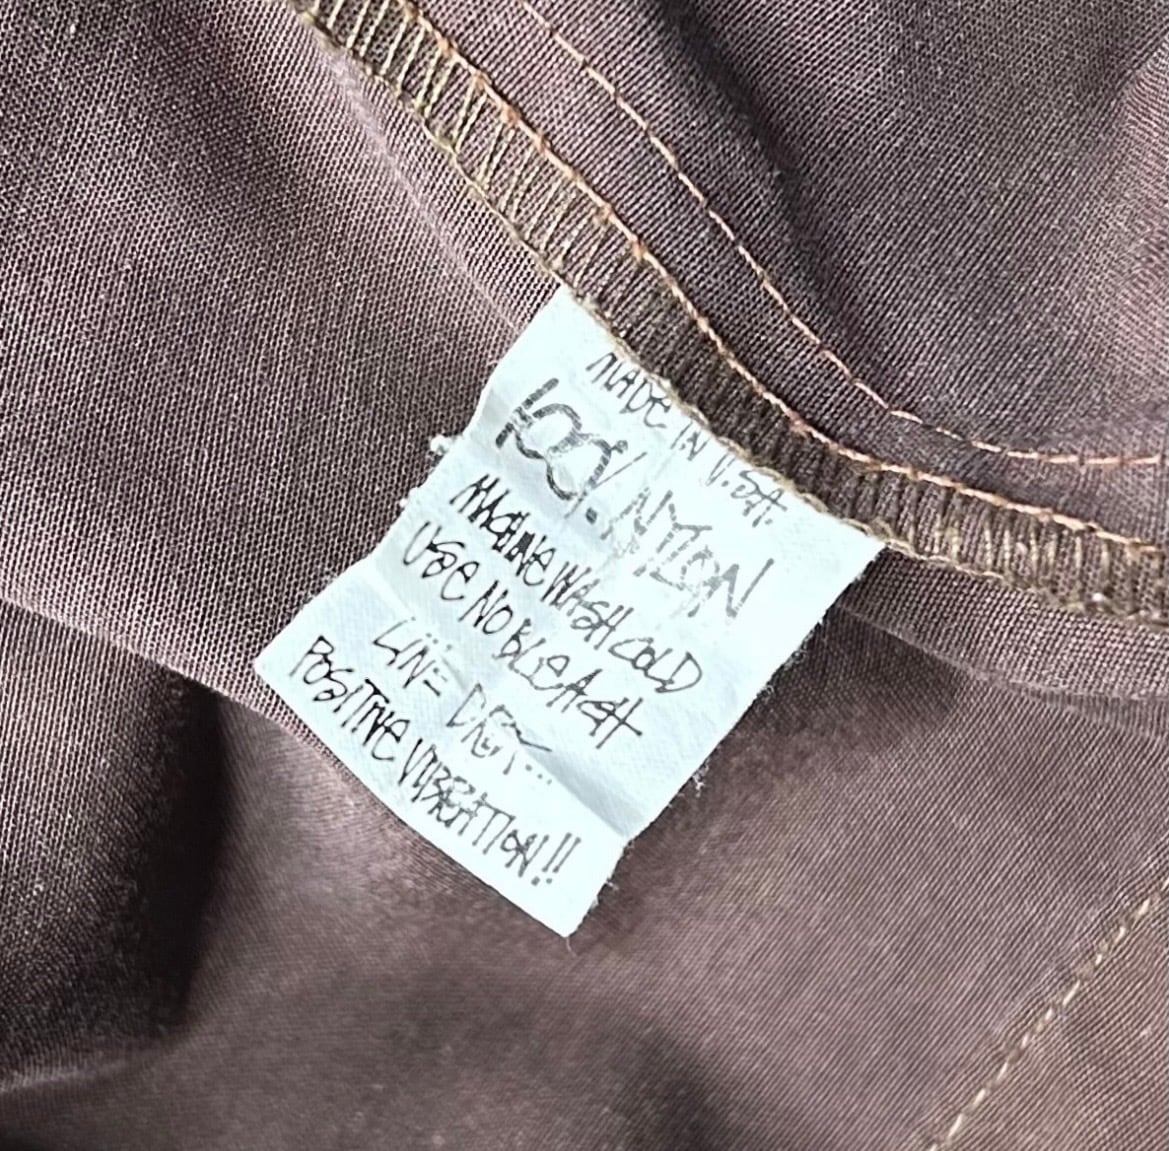 MADE IN U.S.A.
100% NYLON
MACHINE WASH COLD
USE NO BLEACH
LINE DRY...
POSITIVE VIBRATION!!